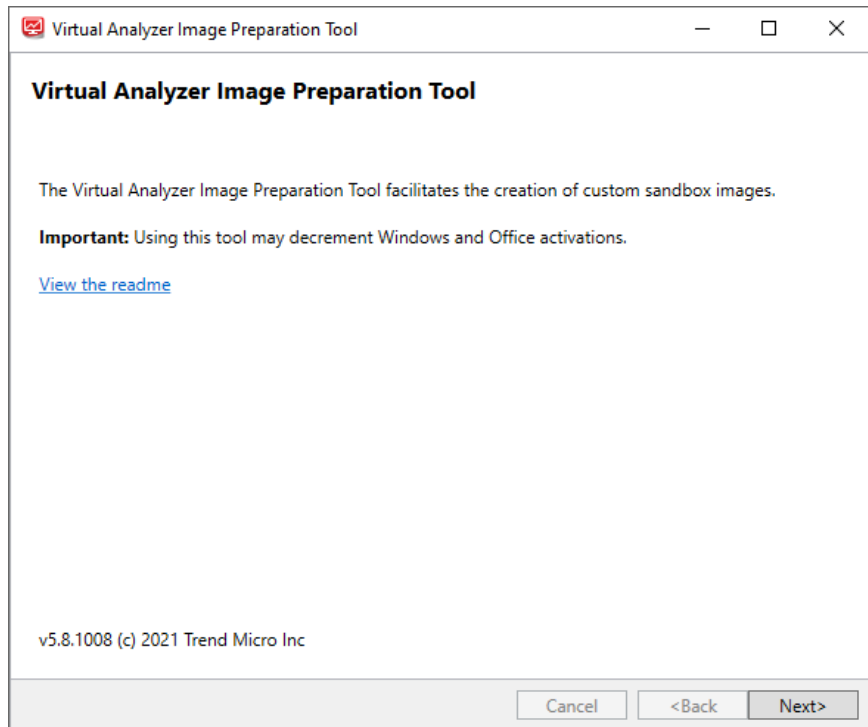 Virtual Analyzer Image Preparation Tool
Virtual Analyzer Image Preparation Tool
The Virtual Analyzer Image Preparation Tool facilitates the creation of custom sandbox images.
Important: Using this tool may decrement Windows and Office activations.
View the readme
v5.8.1008 (c) 2021 Trend Micro Inc
Cancel <Back Next>